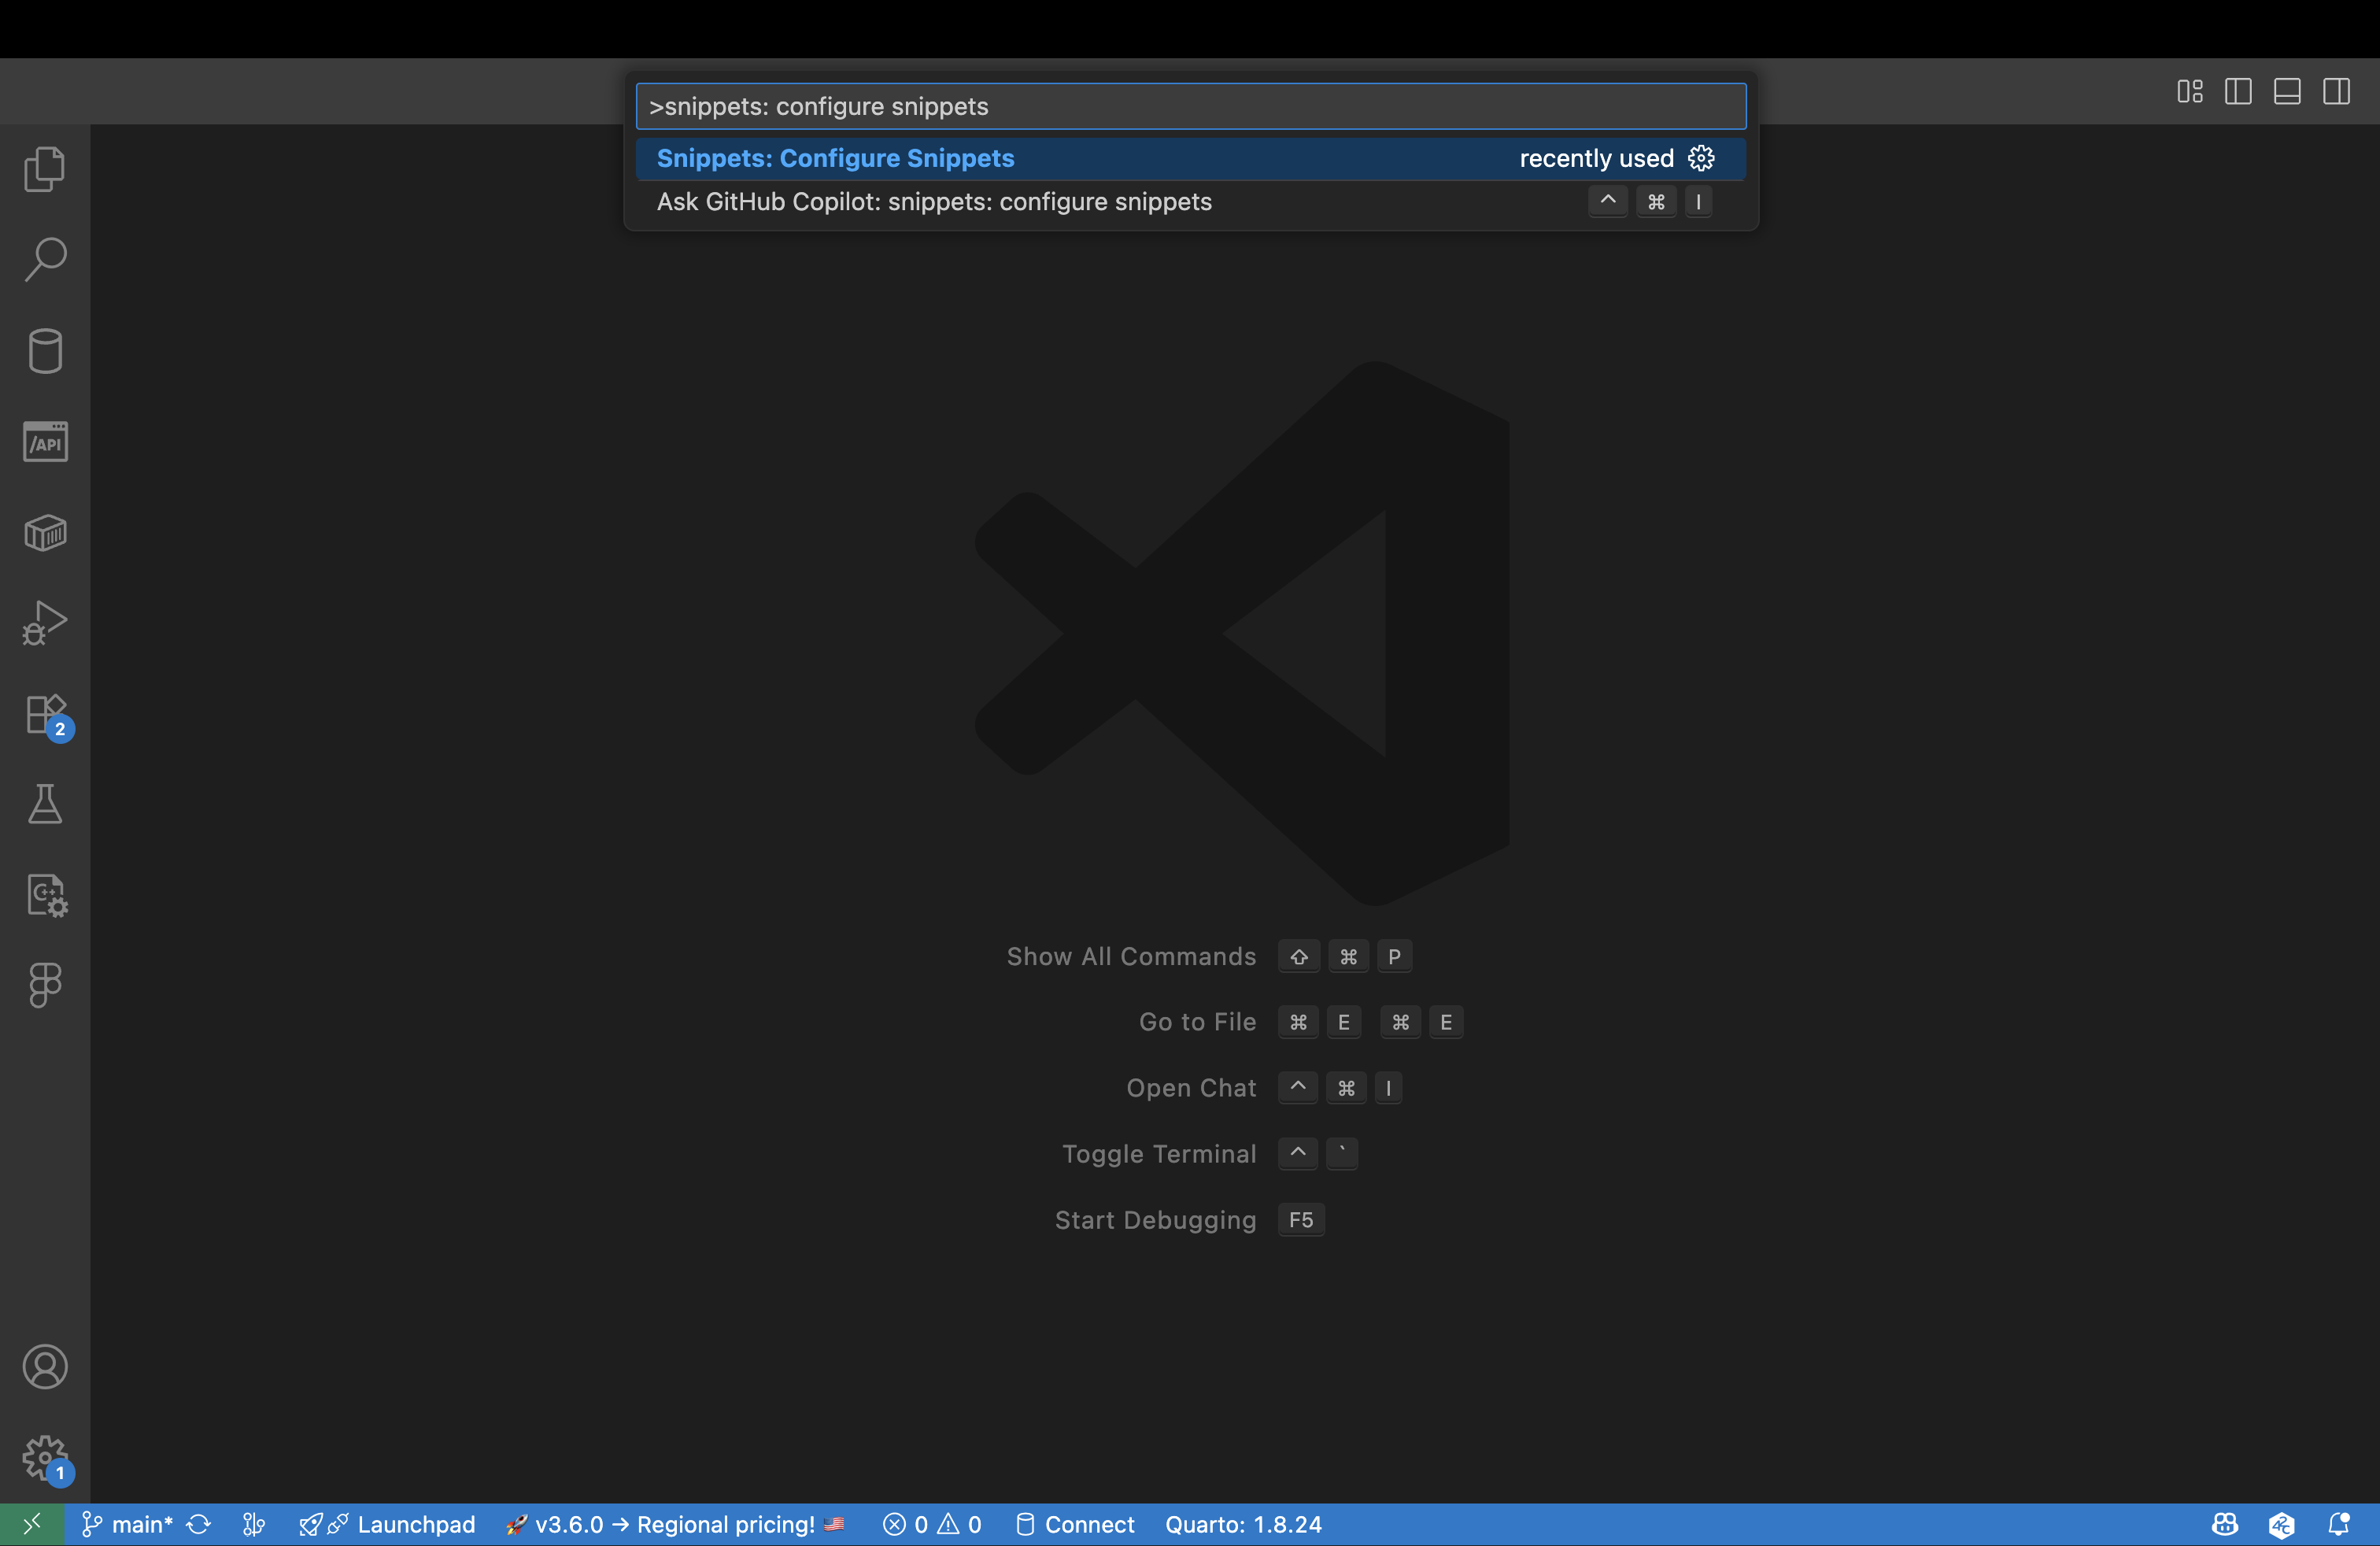 >snippets: configure snippets
Snippets: Configure Snippets recently used
Ask GitHub Copilot: snippets: configure snippets ^ ⌘ I
/API
2
C++
Show All Commands ⇧ ⌘ P
Go to File ⌘ E ⌘ E
Open Chat ^ ⌘ I
Toggle Terminal ^ `
Start Debugging F5
1
main* Launchpad 🚀 v3.6.0 → Regional pricing! 🇺🇸 0 0 Connect Quarto: 1.8.24 42C